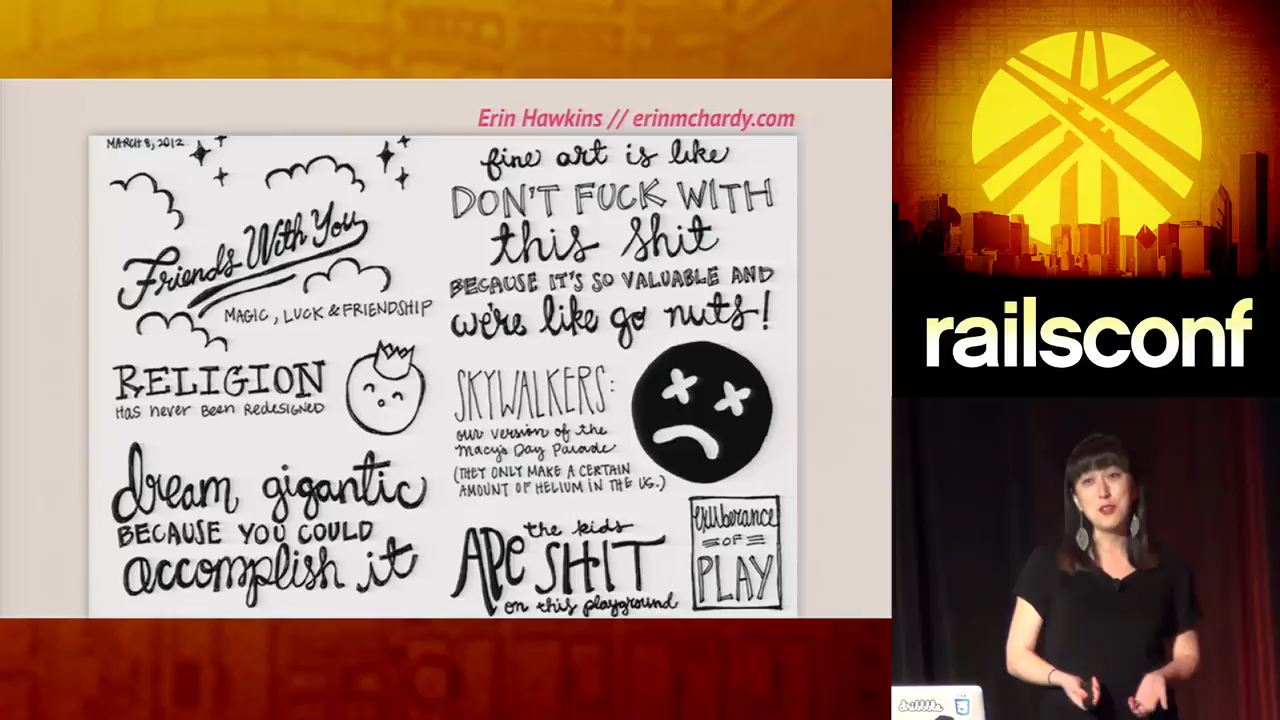 Erin Hawkins // erinmchardy.com
MARCH 8, 2012
Friends With You
MAGIC, LUCK & FRIENDSHIP
RELIGION
Has never Been Redesigned
dream gigantic
BECAUSE YOU COULD
accomplish it
fine art is like
DON'T FUCK WITH
this shit
BECAUSE IT'S SO VALUABLE AND
we're like go nuts!
SKYWALKERS:
our version of the
Macy's Day Parade
(THEY ONLY MAKE A CERTAIN
AMOUNT OF HELIUM IN THE US.)
the kids
APE SHIT
on this playground
exuberance
OF
PLAY
railsconf
dribbble